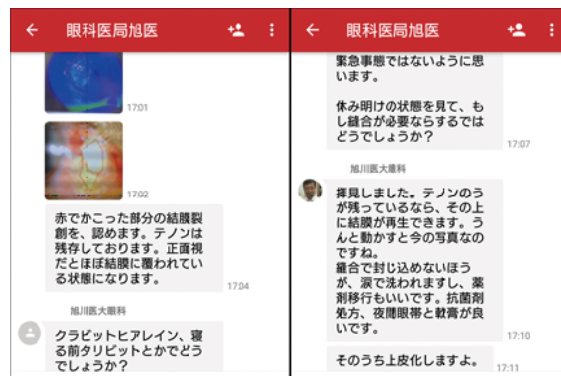 眼科医局旭医
17:01
17:02
赤でかこった部分の結膜裂
創を、認めます。テノンは
残存しております。正面視
だとほぼ結膜に覆われてい
る状態になります。
17:04
旭川医大眼科
クラビットヒアレイン、寝
る前タリビットとかでどう
でしょうか?
眼科医局旭医
緊急事態ではないように思
います。
休み明けの状態を見て、も
し縫合が必要ならするでは
どうでしょうか?
17:07
旭川医大眼科
拝見しました。テノンのう
が残っているなら、その上
に結膜が再生できます。う
んと動かすと今の写真なの
ですね。
縫合で封じ込めないほう
が、涙で洗われますし、薬
剤移行もいいです。抗菌剤
処方、夜間眼帯と軟膏が良
いです。
17:10
そのうち上皮化しますよ。
17:11